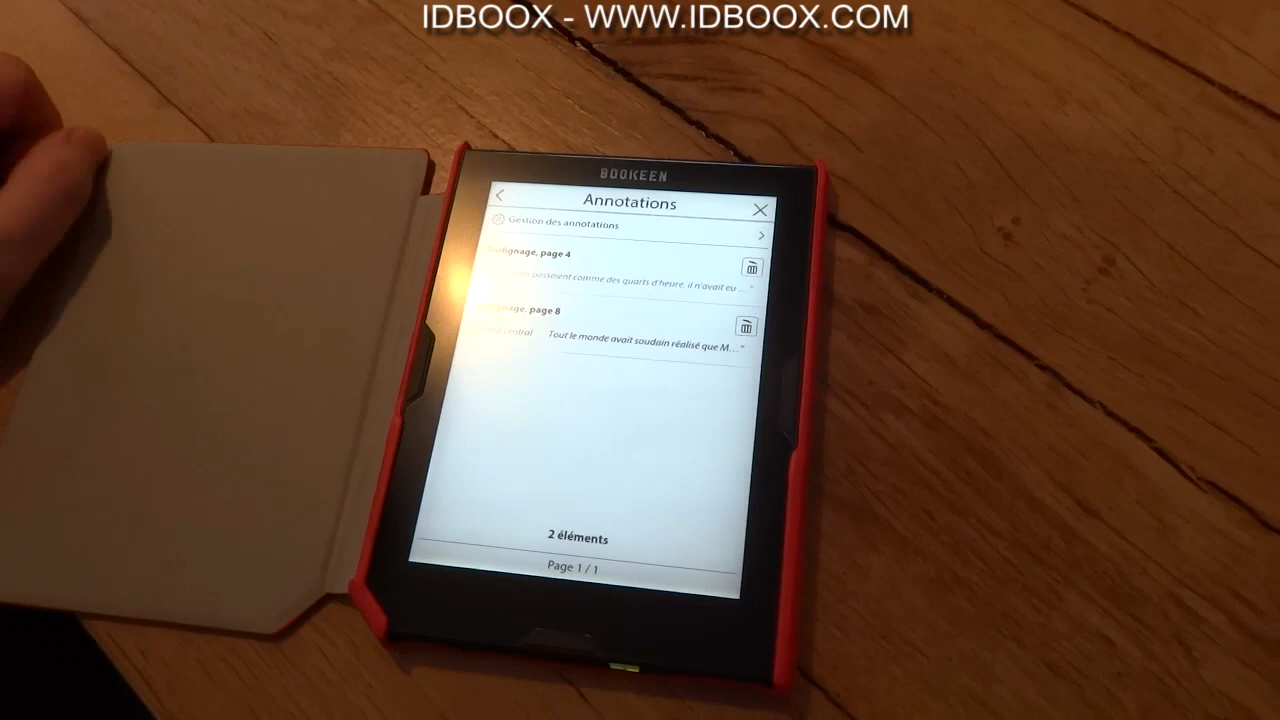 IDBOOX - WWW.IDBOOX.COM
BOOKEEN
Annotations
Gestion des annotations
page 4
passaient comme des quarts d'heure, il n'avait eu ..."
page 8
central Tout le monde avait soudain réalisé que M..."
2 éléments
Page 1 / 1